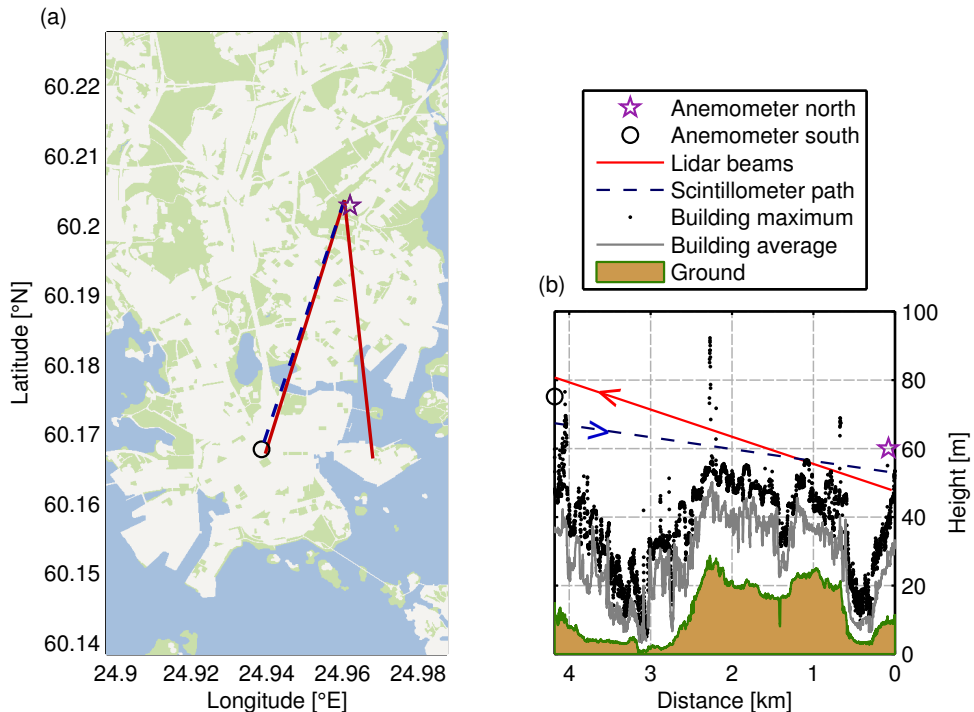 (a)
60.22
60.21
60.2
60.19
60.18
60.17
60.16
60.15
60.14
Latitude [°N]
24.9
24.92
24.94
24.96
24.98
Longitude [°E]
Anemometer north
Anemometer south
Lidar beams
Scintillometer path
Building maximum
Building average
Ground
(b)
100
80
60
40
20
0
Height [m]
4
3
2
1
0
Distance [km]